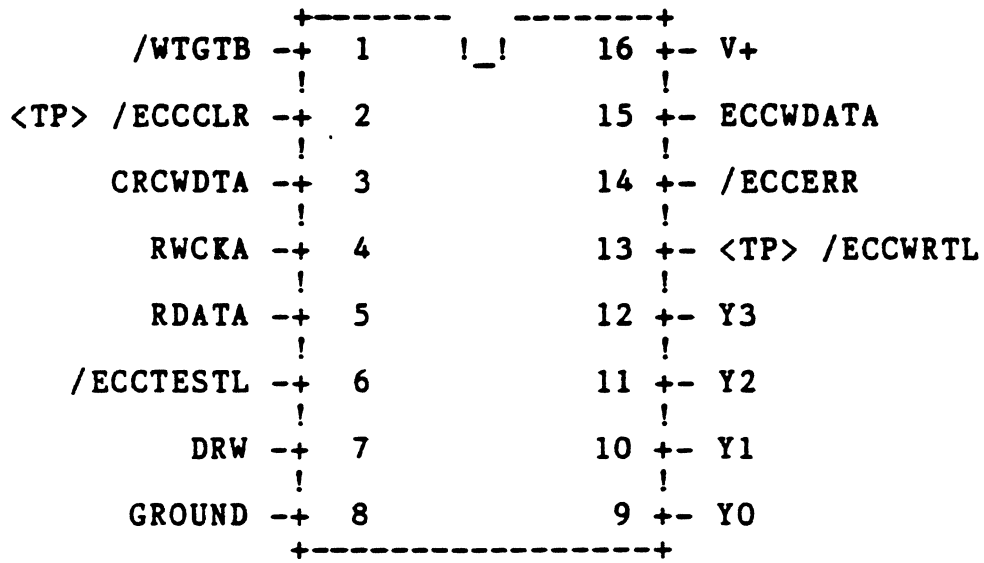 /WTGTB -+ 1 !_! 16 +- V+
<TP> /ECCCLR -+ 2 15 +- ECCWDATA
CRCWDTA -+ 3 14 +- /ECCERR
RWCKA -+ 4 13 +- <TP> /ECCWRTL
RDATA -+ 5 12 +- Y3
/ECCTESTL -+ 6 11 +- Y2
DRW -+ 7 10 +- Y1
GROUND -+ 8 9 +- Y0